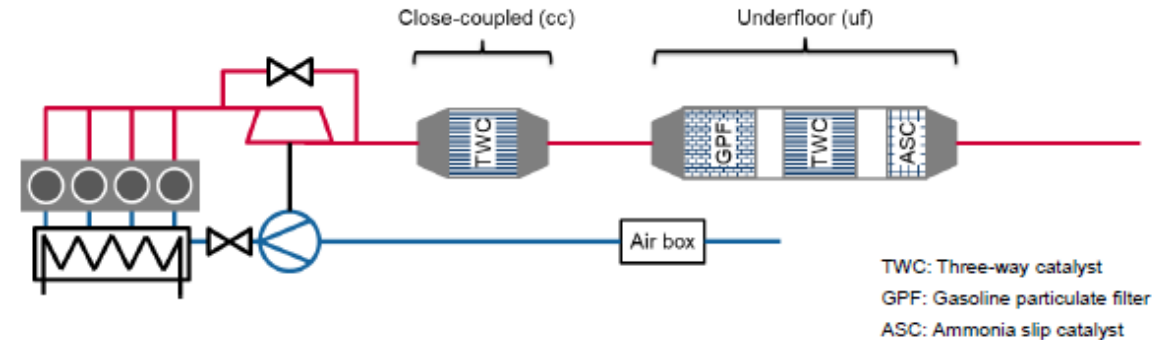 Close-coupled (cc)
Underfloor (uf)
TWC
GPF
TWC
ASC
Air box
TWC: Three-way catalyst
GPF: Gasoline particulate filter
ASC: Ammonia slip catalyst